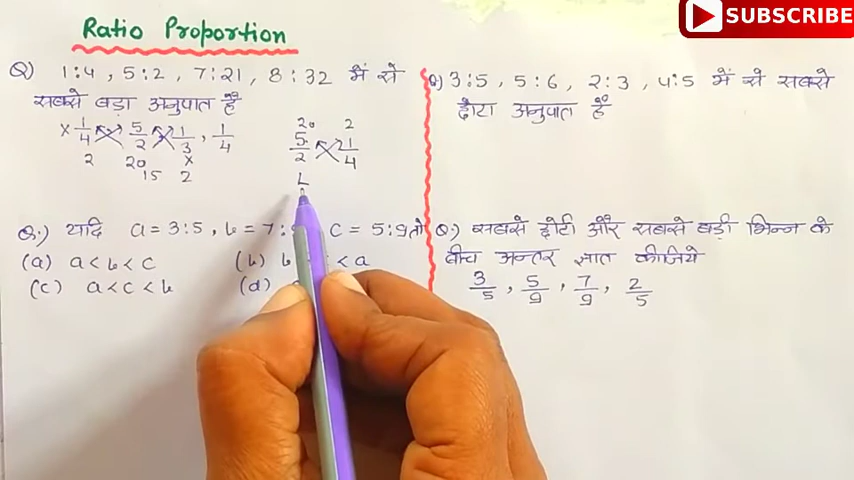 SUBSCRIBE
Ratio Proportion
Q) 1:4, 5:2, 7:21, 8:32 में से
सबसे बड़ा अनुपात है
× 1/4 5/2 1/3, 1/4
2 20 ×
15 2
20 2
5/2 1/4
Q.) यदि a = 3:5, b = 7: c = 5:9 तो
(a) a < b < c
(b) b < a
(c) a < c < b
(d)
) 3:5, 5:6, 2:3, 4:5 में से सबसे
छोटा अनुपात है
Q.) सबसे छोटी और सबसे बड़ी भिन्न के
बीच अन्तर ज्ञात कीजिये
3/5, 5/9, 7/9, 2/5